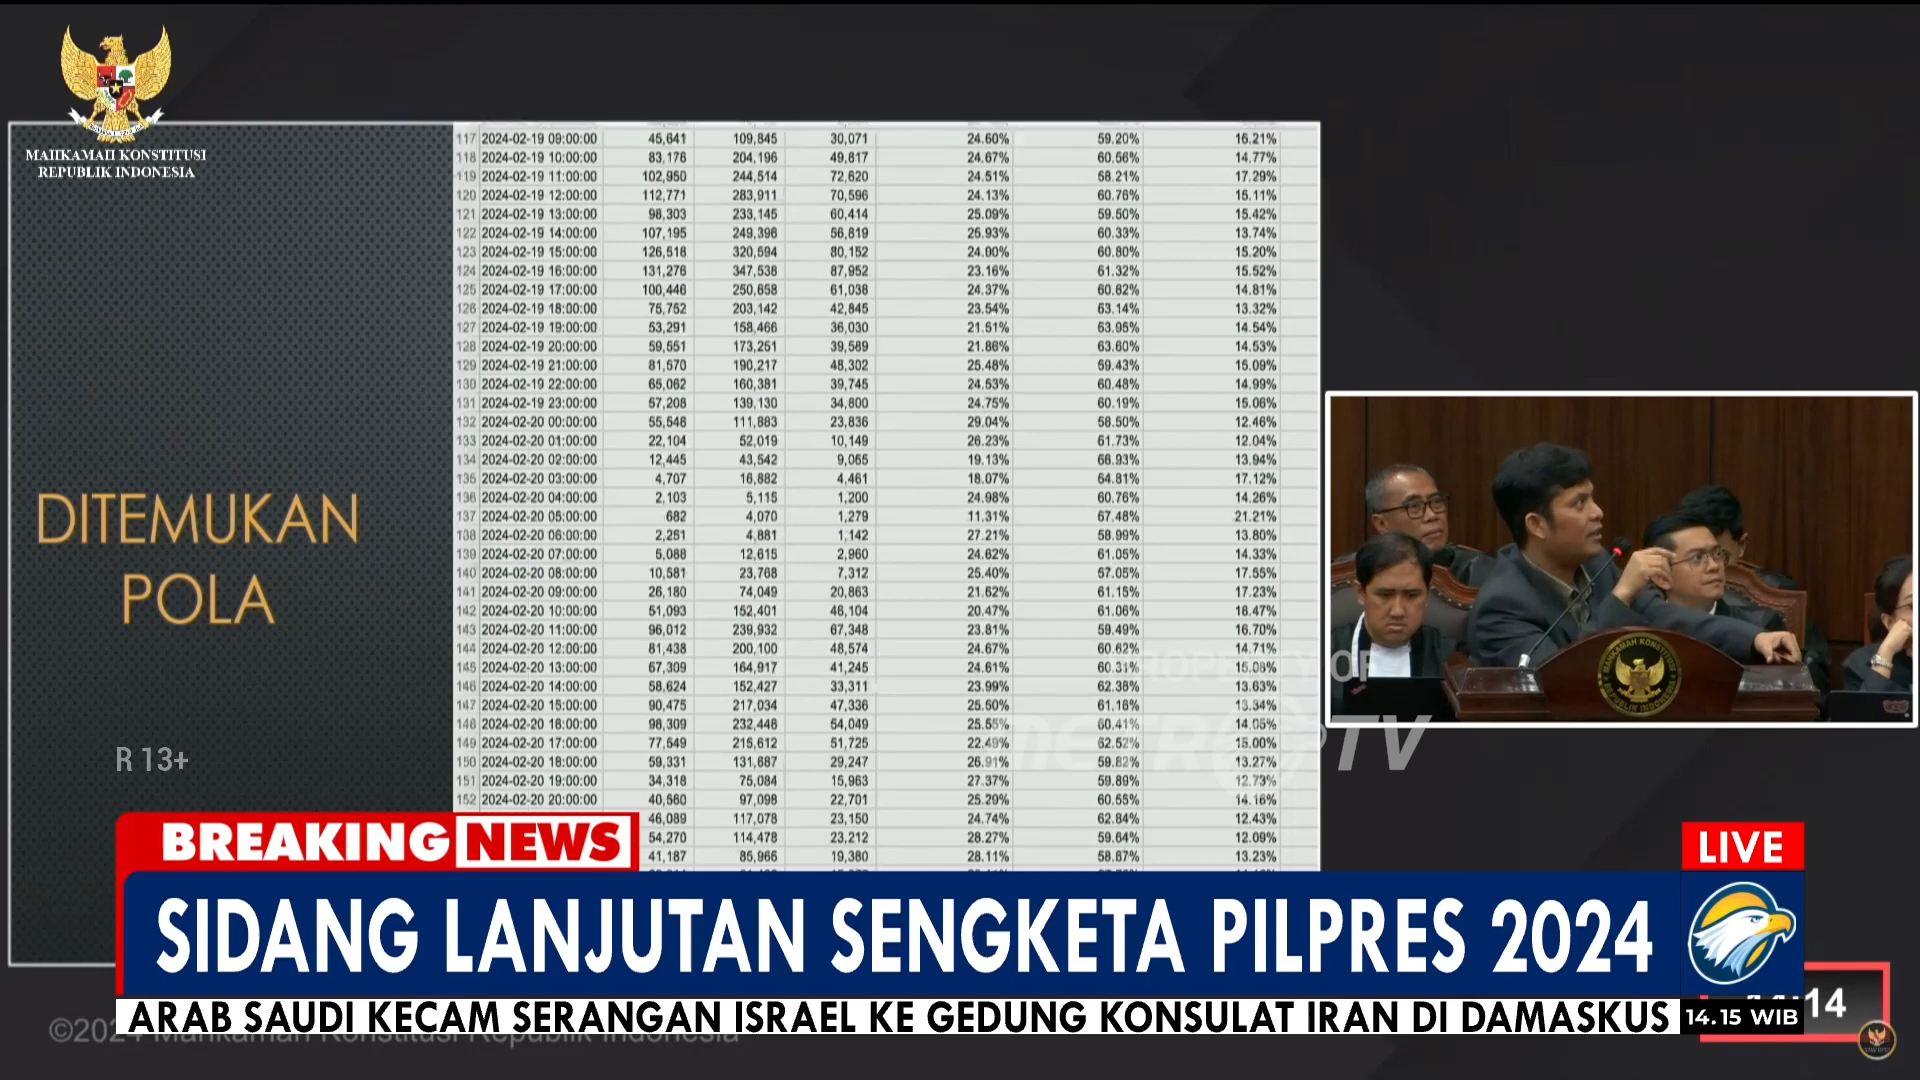 MAHKAMAH KONSTITUSI
REPUBLIK INDONESIA
DITEMUKAN
POLA
R 13+
117 2024-02-19 09:00:00 45,641 109,845 30,071 24.60% 59.20% 16.21%
118 2024-02-19 10:00:00 83,176 204,196 49,817 24.67% 60.56% 14.77%
119 2024-02-19 11:00:00 102,950 244,514 72,620 24.51% 58.21% 17.29%
120 2024-02-19 12:00:00 112,771 283,911 70,596 24.13% 60.76% 15.11%
121 2024-02-19 13:00:00 98,303 233,145 60,414 25.09% 59.50% 15.42%
122 2024-02-19 14:00:00 107,195 249,396 56,819 25.93% 60.33% 13.74%
123 2024-02-19 15:00:00 126,518 320,594 80,152 24.00% 60.80% 15.20%
124 2024-02-19 16:00:00 131,276 347,538 87,952 23.16% 61.32% 15.52%
125 2024-02-19 17:00:00 100,446 250,658 61,038 24.37% 60.82% 14.81%
126 2024-02-19 18:00:00 75,752 203,142 42,845 23.54% 63.14% 13.32%
127 2024-02-19 19:00:00 53,291 158,466 36,030 21.51% 63.95% 14.54%
128 2024-02-19 20:00:00 59,551 173,251 39,589 21.86% 63.60% 14.53%
129 2024-02-19 21:00:00 81,570 190,217 48,302 25.48% 59.43% 15.09%
130 2024-02-19 22:00:00 65,062 160,381 39,745 24.53% 60.48% 14.99%
131 2024-02-19 23:00:00 57,208 139,130 34,800 24.75% 60.19% 15.06%
132 2024-02-20 00:00:00 55,548 111,883 23,836 29.04% 58.50% 12.46%
133 2024-02-20 01:00:00 22,104 52,019 10,149 26.23% 61.73% 12.04%
134 2024-02-20 02:00:00 12,445 43,542 9,065 19.13% 66.93% 13.94%
135 2024-02-20 03:00:00 4,707 16,882 4,461 18.07% 64.81% 17.12%
136 2024-02-20 04:00:00 2,103 5,115 1,200 24.98% 60.76% 14.26%
137 2024-02-20 05:00:00 682 4,070 1,279 11.31% 67.48% 21.21%
138 2024-02-20 06:00:00 2,251 4,881 1,142 27.21% 58.99% 13.80%
139 2024-02-20 07:00:00 5,088 12,615 2,960 24.62% 61.05% 14.33%
140 2024-02-20 08:00:00 10,581 23,768 7,312 25.40% 57.05% 17.55%
141 2024-02-20 09:00:00 26,180 74,049 20,863 21.62% 61.15% 17.23%
142 2024-02-20 10:00:00 51,093 152,401 46,104 20.47% 61.06% 18.47%
143 2024-02-20 11:00:00 96,012 239,932 67,348 23.81% 59.49% 16.70%
144 2024-02-20 12:00:00 81,438 200,100 48,574 24.67% 60.62% 14.71%
145 2024-02-20 13:00:00 67,309 164,917 41,245 24.61% 60.31% 15.08%
146 2024-02-20 14:00:00 58,624 152,427 33,311 23.99% 62.38% 13.63%
147 2024-02-20 15:00:00 90,475 217,034 47,336 25.50% 61.16% 13.34%
148 2024-02-20 16:00:00 98,309 232,446 54,049 25.55% 60.41% 14.05%
149 2024-02-20 17:00:00 77,549 215,612 51,725 22.49% 62.52% 15.00%
150 2024-02-20 18:00:00 59,331 131,887 29,247 26.91% 59.82% 13.27%
151 2024-02-20 19:00:00 34,318 75,084 15,963 27.37% 59.89% 12.73%
152 2024-02-20 20:00:00 40,560 97,098 22,701 25.29% 60.55% 14.16%
46,089 117,078 23,150 24.74% 62.84% 12.43%
54,270 114,478 23,212 28.27% 59.64% 12.09%
41,187 85,966 19,380 28.11% 58.67% 13.23%
PROPERTY OF
METRO TV
MAHKAMAH KONSTITUSI
REPUBLIK INDONESIA
BREAKING NEWS
LIVE
SIDANG LANJUTAN SENGKETA PILPRES 2024
ARAB SAUDI KECAM SERANGAN ISRAEL KE GEDUNG KONSULAT IRAN DI DAMASKUS
14.15 WIB
:14
©202 Mahkamah Konstitusi Republik Indonesia